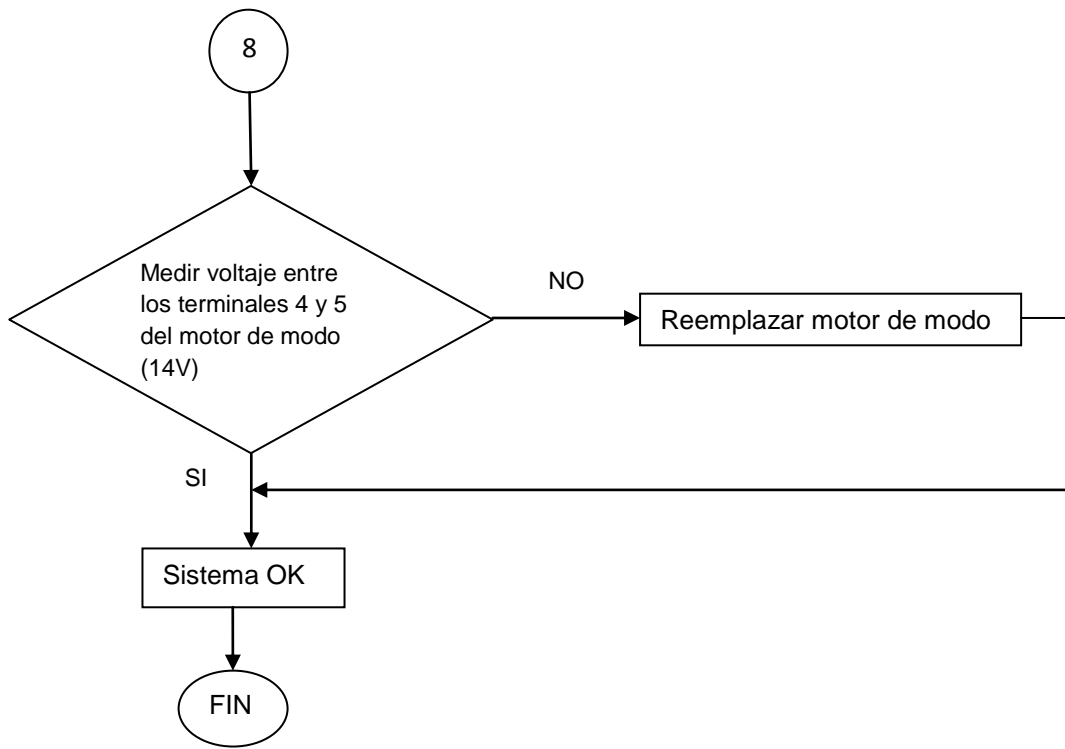 8
Medir voltaje entre
los terminales 4 y 5
del motor de modo
(14V)
NO
Reemplazar motor de modo
SI
Sistema OK
FIN